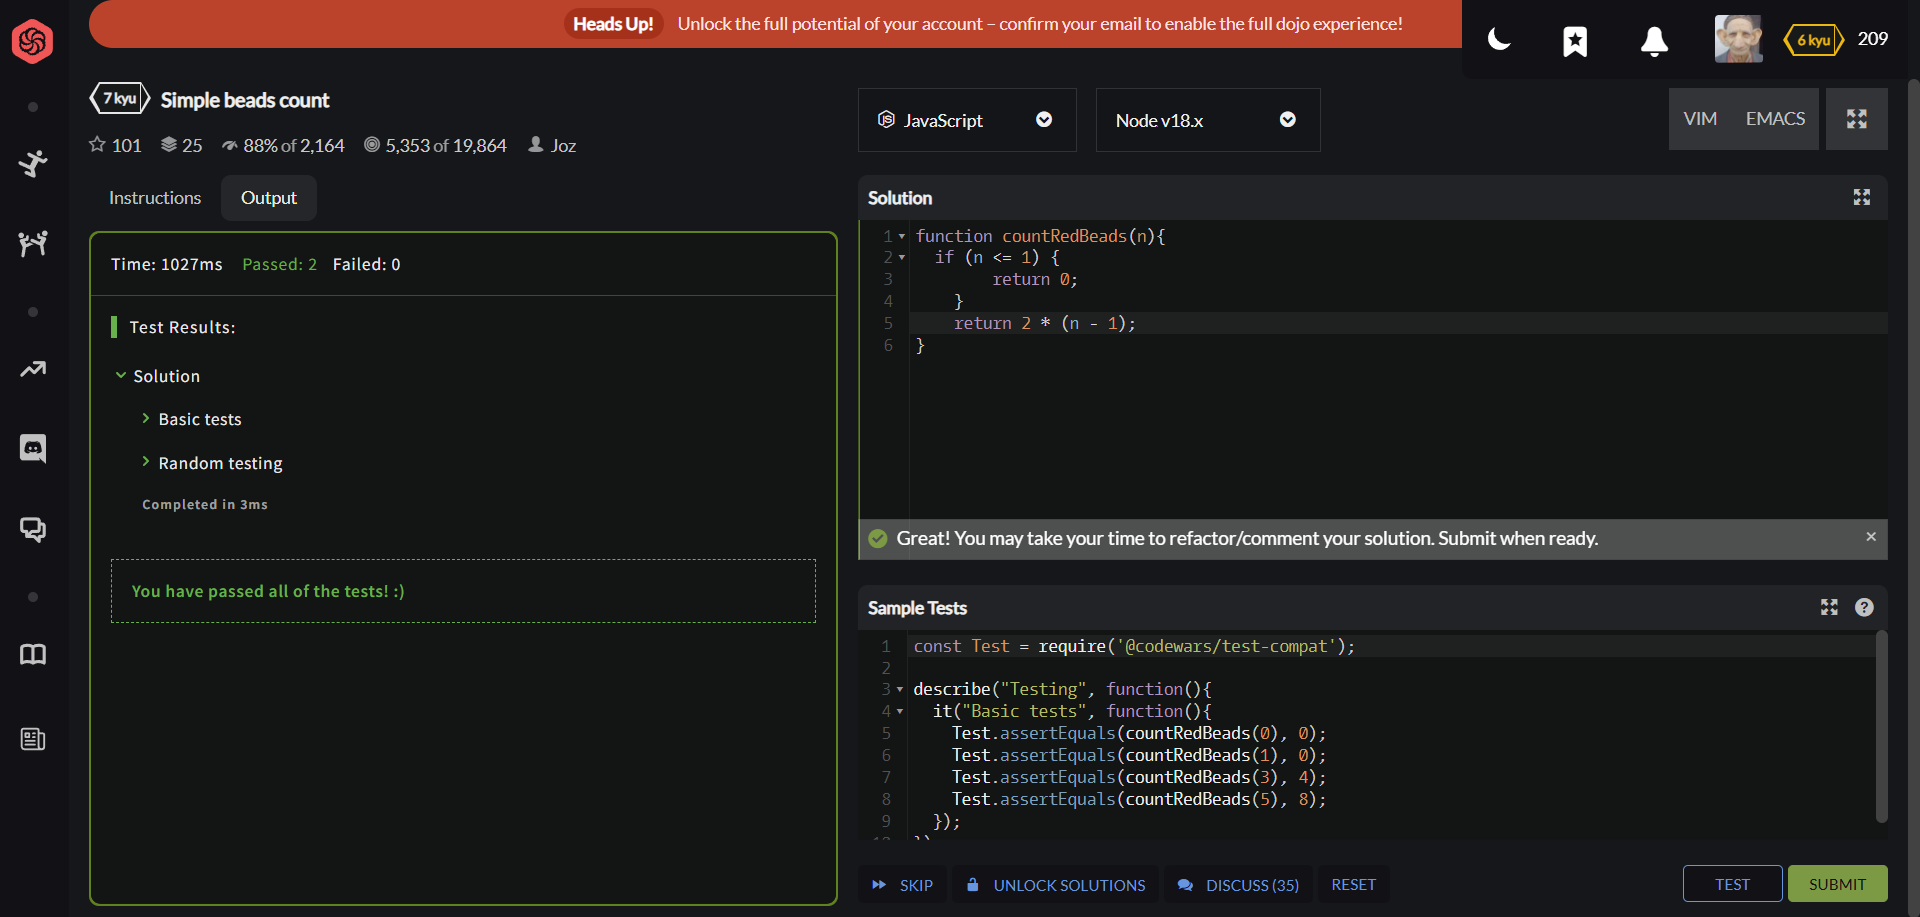 Heads Up! Unlock the full potential of your account – confirm your email to enable the full dojo experience!
6 kyu 209
7 kyu Simple beads count
101 25 88% of 2,164 5,353 of 19,864 Joz
JavaScript
Node v18.x
VIM EMACS
Instructions Output
Time: 1027ms Passed: 2 Failed: 0
Test Results:
Solution
Basic tests
Random testing
Completed in 3ms
You have passed all of the tests! :)
Solution
1 function countRedBeads(n){
2 if (n <= 1) {
3 return 0;
4 }
5 return 2 * (n - 1);
6 }
Great! You may take your time to refactor/comment your solution. Submit when ready. ×
Sample Tests
1 const Test = require('@codewars/test-compat');
2
3 describe("Testing", function(){
4 it("Basic tests", function(){
5 Test.assertEquals(countRedBeads(0), 0);
6 Test.assertEquals(countRedBeads(1), 0);
7 Test.assertEquals(countRedBeads(3), 4);
8 Test.assertEquals(countRedBeads(5), 8);
9 });
SKIP UNLOCK SOLUTIONS DISCUSS (35) RESET TEST SUBMIT